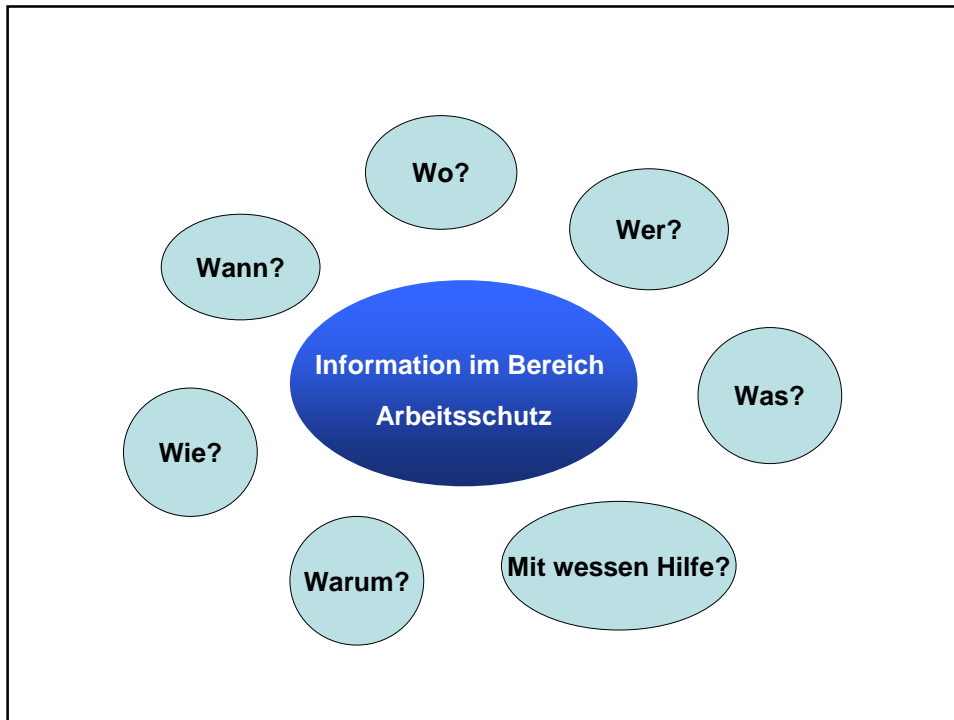 Wo?
Wer?
Wann?
Information im Bereich
Arbeitsschutz
Was?
Wie?
Mit wessen Hilfe?
Warum?